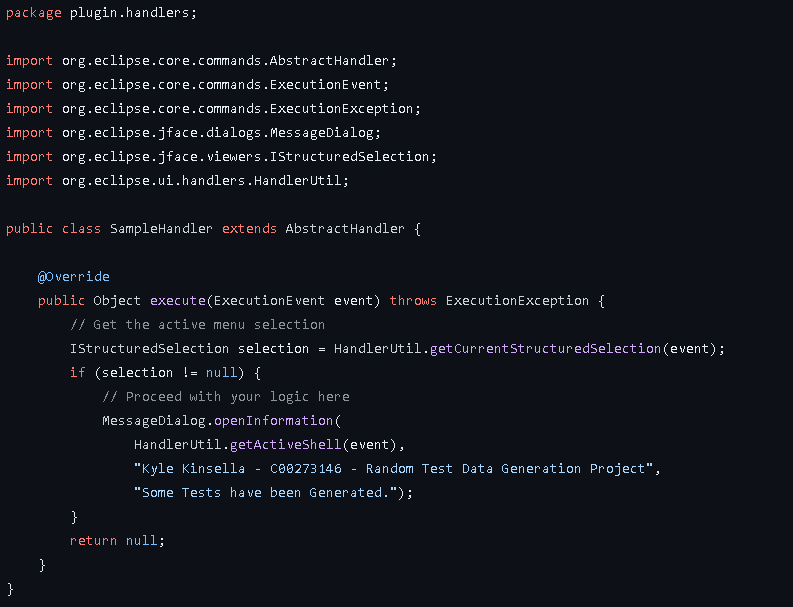 package plugin.handlers;
import org.eclipse.core.commands.AbstractHandler;
import org.eclipse.core.commands.ExecutionEvent;
import org.eclipse.core.commands.ExecutionException;
import org.eclipse.jface.dialogs.MessageDialog;
import org.eclipse.jface.viewers.IStructuredSelection;
import org.eclipse.ui.handlers.HandlerUtil;
public class SampleHandler extends AbstractHandler {
@Override
public Object execute(ExecutionEvent event) throws ExecutionException {
// Get the active menu selection
IStructuredSelection selection = HandlerUtil.getCurrentStructuredSelection(event);
if (selection != null) {
// Proceed with your logic here
MessageDialog.openInformation(
HandlerUtil.getActiveShell(event),
"Kyle Kinsella - C00273146 - Random Test Data Generation Project",
"Some Tests have been Generated.");
}
return null;
}
}